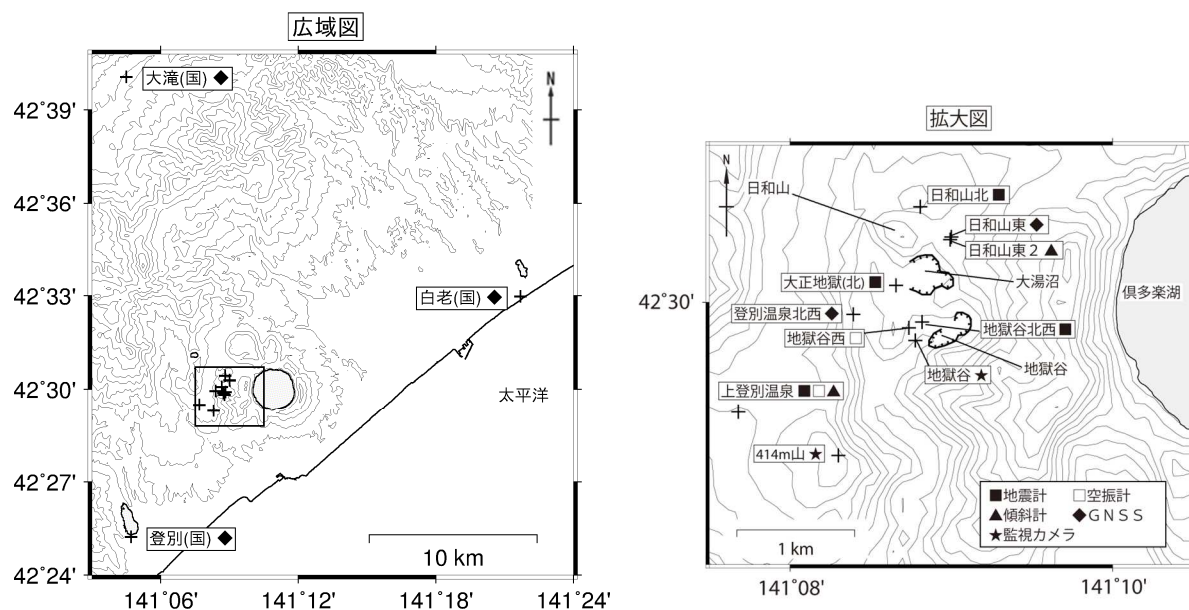 広域図
N
大滝(国) ◆
42°39'
42°36'
白老(国) ◆
42°33'
太平洋
42°30'
42°27'
登別(国) ◆
10 km
42°24'
141°06'
141°12'
141°18'
141°24'
拡大図
N
日和山
日和山北 ■
日和山東 ◆
日和山東２ ▲
大正地獄(北) ■
大湯沼
倶多楽湖
42°30'
登別温泉北西 ◆
地獄谷西 □
地獄谷北西 ■
地獄谷 ★
地獄谷
上登別温泉 ■□▲
414m山 ★
■地震計 □空振計
▲傾斜計 ◆ＧＮＳＳ
★監視カメラ
1 km
141°08'
141°10'